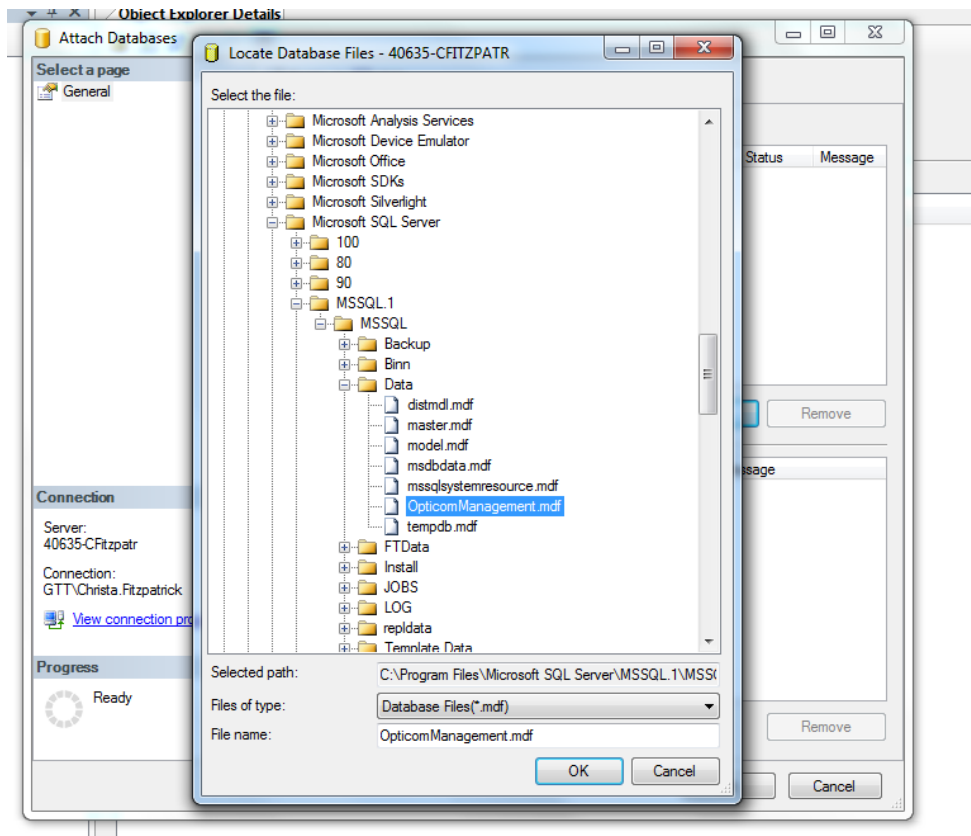 Object Explorer Details
Attach Databases
Select a page
General
Status Message
Remove
Connection
Server:
40635-CFitzpatr
Connection:
GTT\Christa.Fitzpatrick
View connection
Progress
Ready
Remove
Cancel
Locate Database Files - 40635-CFITZPATR
Select the file:
Microsoft Analysis Services
Microsoft Device Emulator
Microsoft Office
Microsoft SDKs
Microsoft Silverlight
Microsoft SQL Server
100
80
90
MSSQL.1
MSSQL
Backup
Binn
Data
distmdl.mdf
master.mdf
model.mdf
msdbdata.mdf
mssqlsystemresource.mdf
OpticomManagement.mdf
tempdb.mdf
FTData
Install
JOBS
LOG
repldata
Template Data
Selected path: C:\Program Files\Microsoft SQL Server\MSSQL.1\MSS
Files of type: Database Files(*.mdf)
File name: OpticomManagement.mdf
OK Cancel